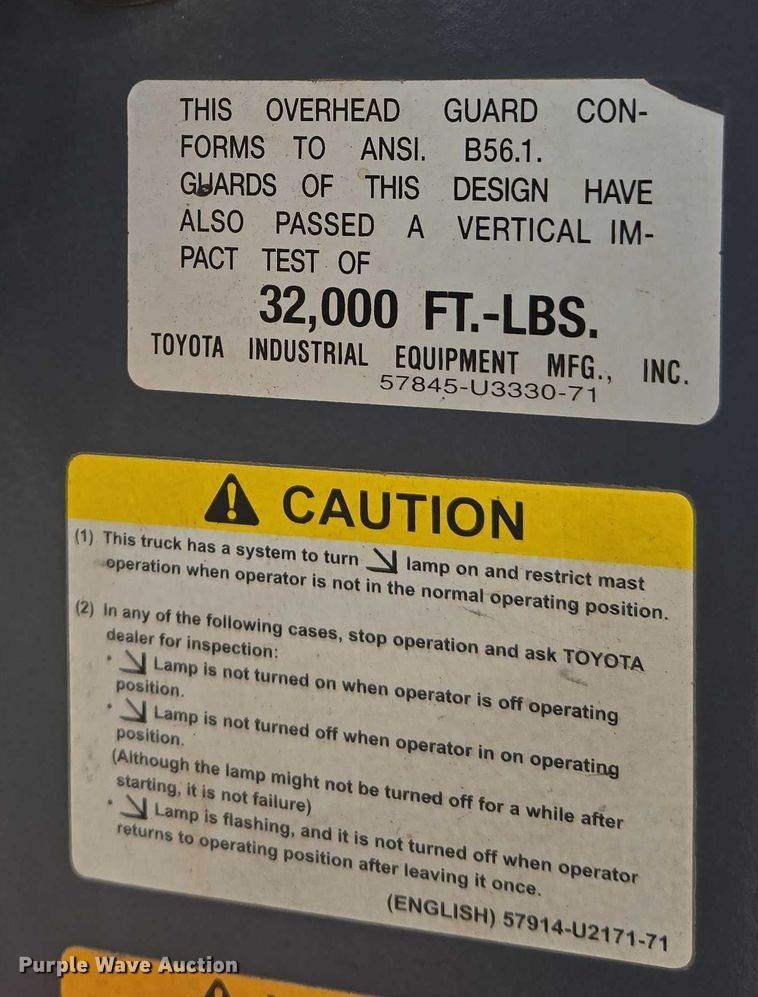 THIS OVERHEAD GUARD CON-
FORMS TO ANSI. B56.1.
GUARDS OF THIS DESIGN HAVE
ALSO PASSED A VERTICAL IM-
PACT TEST OF
32,000 FT.-LBS.
TOYOTA INDUSTRIAL EQUIPMENT MFG., INC.
57845-U3330-71
CAUTION
(1) This truck has a system to turn lamp on and restrict mast
operation when operator is not in the normal operating position.
(2) In any of the following cases, stop operation and ask TOYOTA
dealer for inspection:
· Lamp is not turned on when operator is off operating
position.
· Lamp is not turned off when operator in on operating
position.
(Although the lamp might not be turned off for a while after
starting, it is not failure)
· Lamp is flashing, and it is not turned off when operator
returns to operating position after leaving it once.
(ENGLISH) 57914-U2171-71
Purple Wave Auction